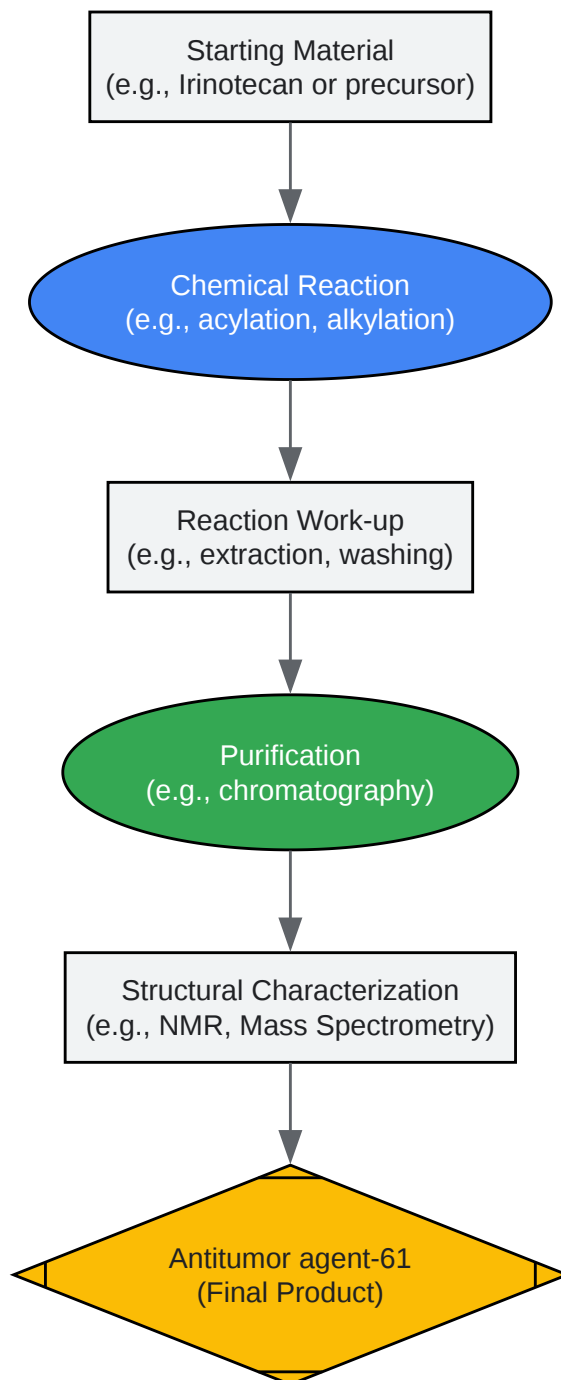 Starting Material
(e.g., Irinotecan or precursor)
Chemical Reaction
(e.g., acylation, alkylation)
Reaction Work-up
(e.g., extraction, washing)
Purification
(e.g., chromatography)
Structural Characterization
(e.g., NMR, Mass Spectrometry)
Antitumor agent-61
(Final Product)